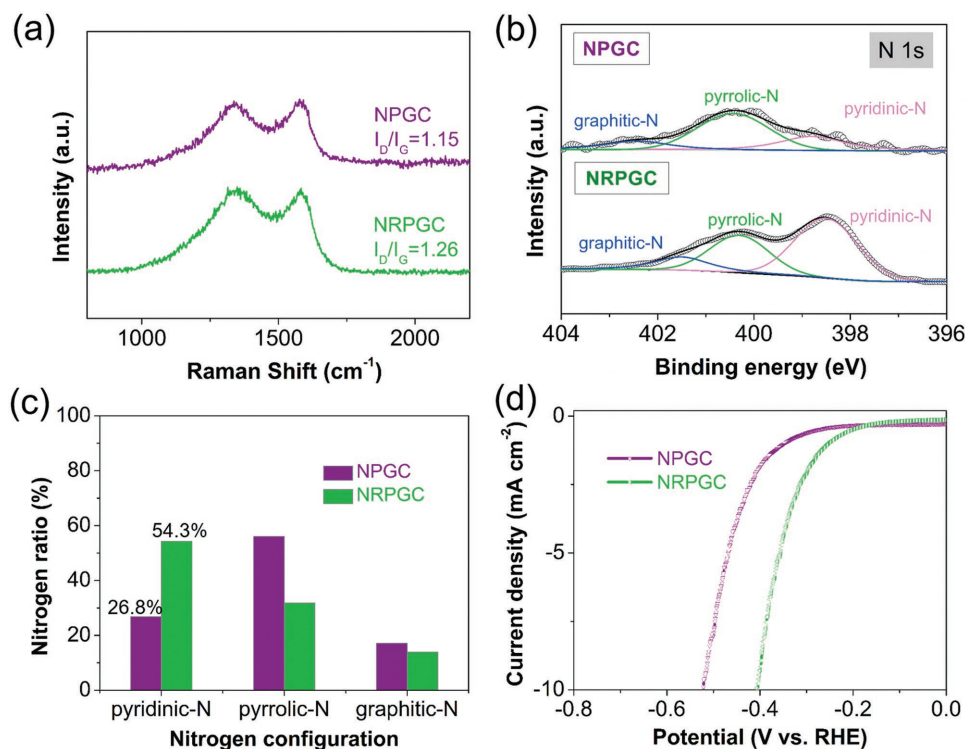 (a)
NPGC
I_D/I_G=1.15
NRPGC
I_D/I_G=1.26
Intensity (a.u.)
1000 1500 2000
Raman Shift (cm⁻¹)
(b)
NPGC
N 1s
pyrrolic-N
graphitic-N
pyridinic-N
NRPGC
pyrrolic-N
pyridinic-N
graphitic-N
Intensity (a.u.)
404 402 400 398 396
Binding energy (eV)
(c)
100
80
60
40
20
0
Nitrogen ratio (%)
NPGC
NRPGC
54.3%
26.8%
pyridinic-N pyrrolic-N graphitic-N
Nitrogen configuration
(d)
0
-5
-10
Current density (mA cm⁻²)
NPGC
NRPGC
-0.8 -0.6 -0.4 -0.2 0.0
Potential (V vs. RHE)